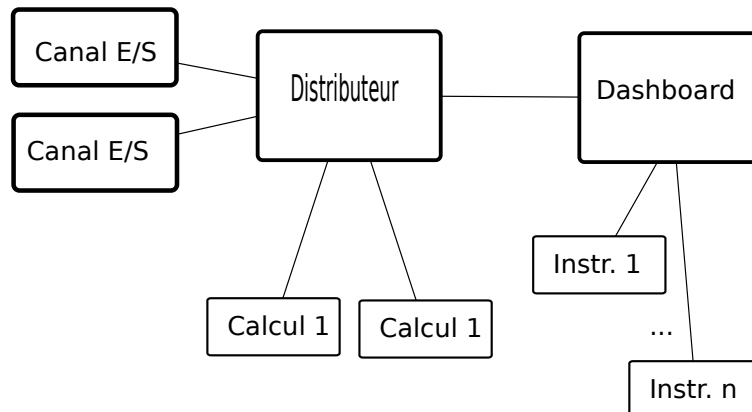 Canal E/S
Distributeur
Dashboard
Canal E/S
Instr. 1
Calcul 1
Calcul 1
...
Instr. n